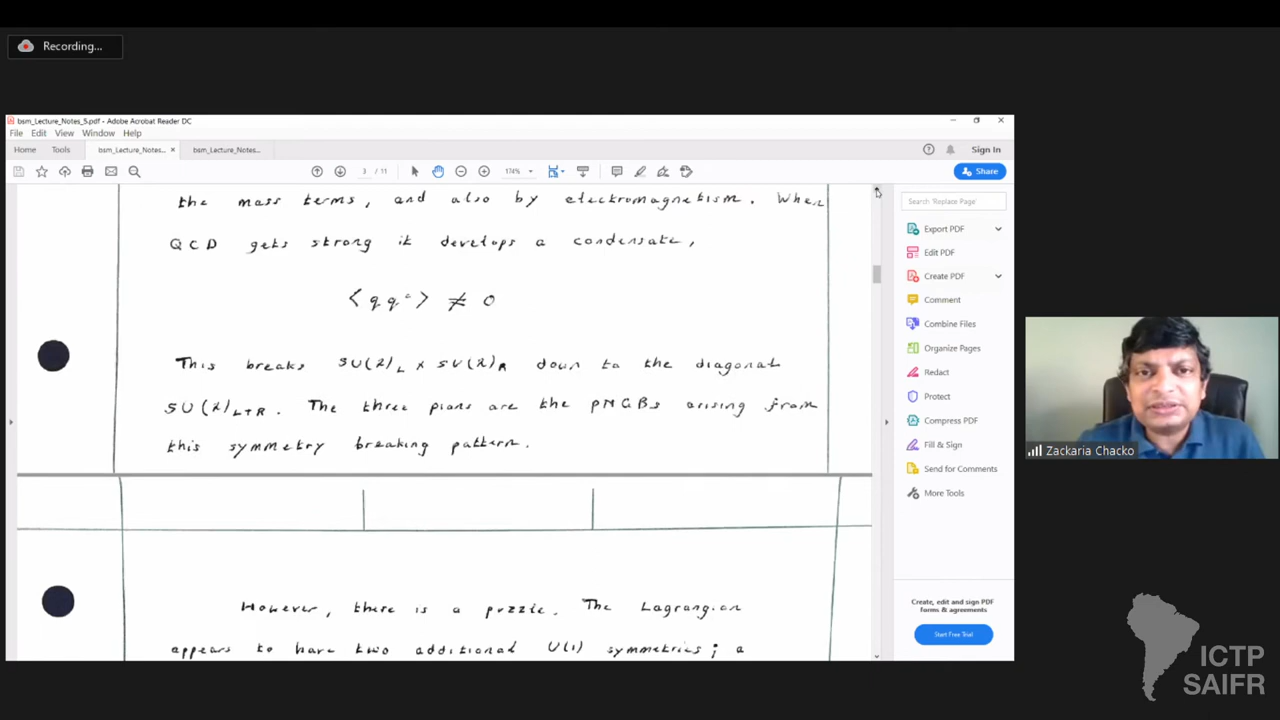 Recording...
bsm_Lecture_Notes_5.pdf - Adobe Acrobat Reader DC
File Edit View Window Help
Home Tools bsm_Lecture_Notes... × bsm_Lecture_Notes... Sign In
3 / 11 174% Share
the mass terms, and also by electromagnetism. When
QCD gets strong it develops a condensate,
<qqᶜ> ≠ 0
This breaks SU(2)L × SU(2)R down to the diagonal
SU(2)L+R. The three pions are the pNGBs arising from
this symmetry breaking pattern.
However, there is a puzzle. The Lagrangian
appears to have two additional U(1) symmetries; a
Search 'Replace Page'
Export PDF
Edit PDF
Create PDF
Comment
Combine Files
Organize Pages
Redact
Protect
Compress PDF
Fill & Sign
Send for Comments
More Tools
Create, edit and sign PDF
forms & agreements
Start Free Trial
Zackaria Chacko
ICTP
SAIFR